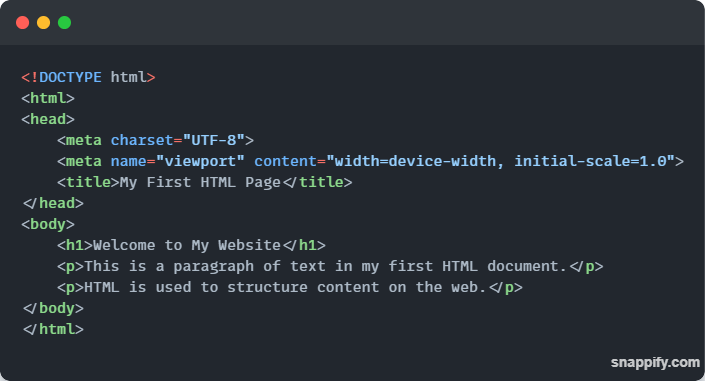 <!DOCTYPE html>
<html>
<head>
    <meta charset="UTF-8">
    <meta name="viewport" content="width=device-width, initial-scale=1.0">
    <title>My First HTML Page</title>
</head>
<body>
    <h1>Welcome to My Website</h1>
    <p>This is a paragraph of text in my first HTML document.</p>
    <p>HTML is used to structure content on the web.</p>
</body>
</html>
snappify.com